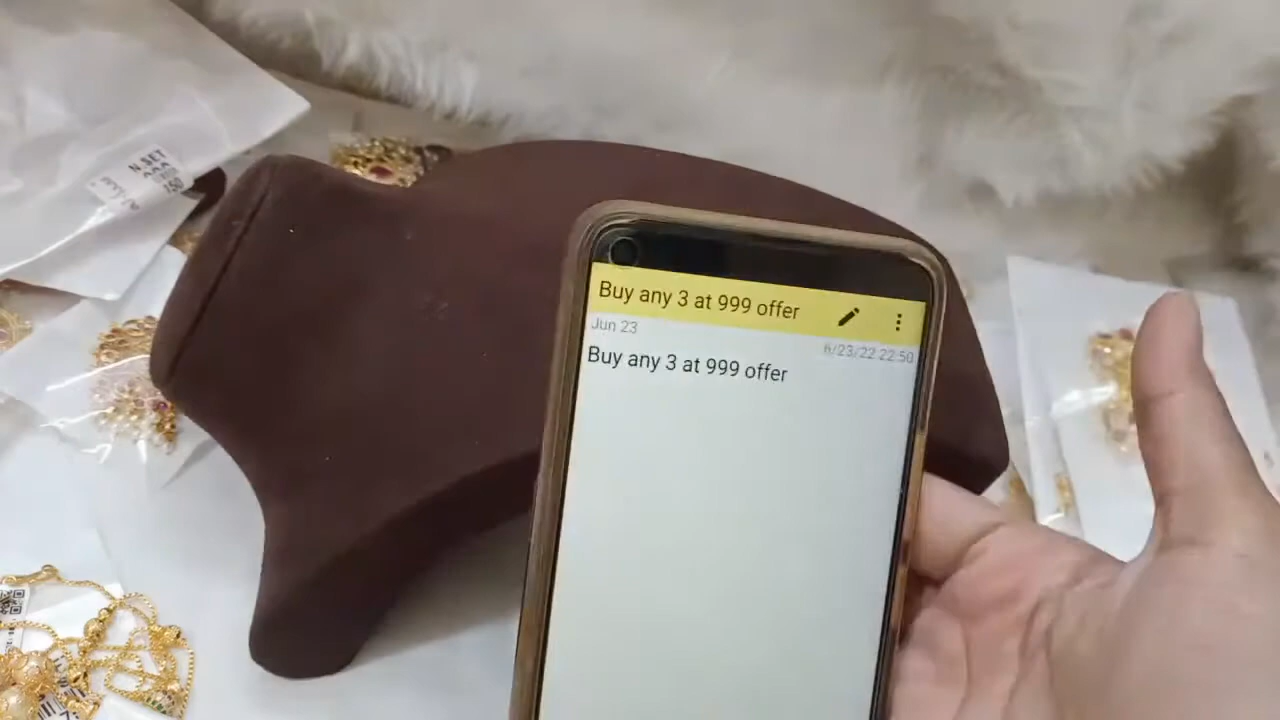 N.SET
AAA
Buy any 3 at 999 offer
Jun 23
6/23/22 22:50
Buy any 3 at 999 offer